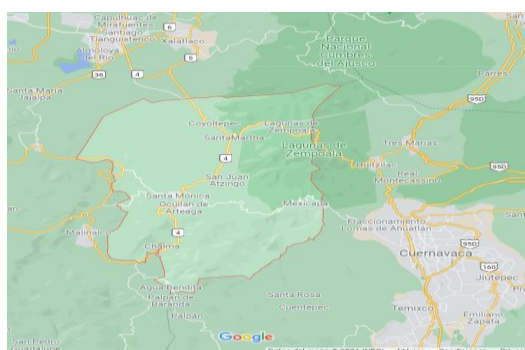 Capulhuac de
Mirafuentes
Santiago
Tianguistenco
Xalatlaco
Almoloya
del Río
5
5
4
36
Santa María
Jajalpa
Parque
Nacional
Cumbres
del Ajusco
Parres
95D
Coyoltepec
Santa Martha
Lagunas de
Zempoala
Lagunas de
Zempoala
4
Tres Marías
Huitzilac
95D
Real
Montecassino
San Juan
Atzingo
Santa Mónica
Ocuilan de
Arteaga
Mexicapa
Malinalco
4
Chalma
Fraccionamiento
Lomas de Ahuatlán
Cuernavaca
95D
160
Jiutepec
Agua Bendita
Palpan de
Baranda
Palpan
Santa Rosa
Cuentepec
Temixco
Emiliano
Zapata
San Pedro
Guadalupe
Google